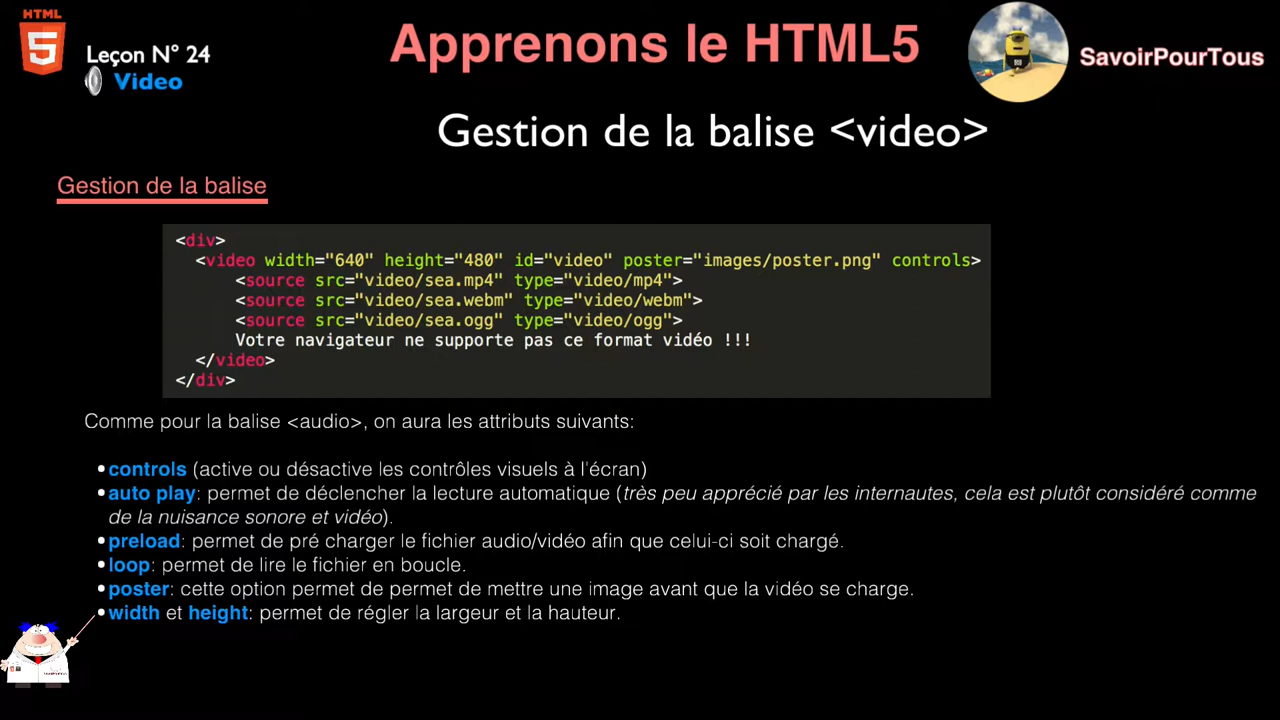 HTML
5
Leçon N° 24
Video
Apprenons le HTML5
SavoirPourTous
Gestion de la balise <video>
Gestion de la balise
<div>
<video width="640" height="480" id="video" poster="images/poster.png" controls>
<source src="video/sea.mp4" type="video/mp4">
<source src="video/sea.webm" type="video/webm">
<source src="video/sea.ogg" type="video/ogg">
Votre navigateur ne supporte pas ce format vidéo !!!
</video>
</div>
Comme pour la balise <audio>, on aura les attributs suivants:
•controls (active ou désactive les contrôles visuels à l'écran)
•auto play: permet de déclencher la lecture automatique (très peu apprécié par les internautes, cela est plutôt considéré comme
de la nuisance sonore et vidéo).
•preload: permet de pré charger le fichier audio/vidéo afin que celui-ci soit chargé.
•loop: permet de lire le fichier en boucle.
•poster: cette option permet de permet de mettre une image avant que la vidéo se charge.
•width et height: permet de régler la largeur et la hauteur.